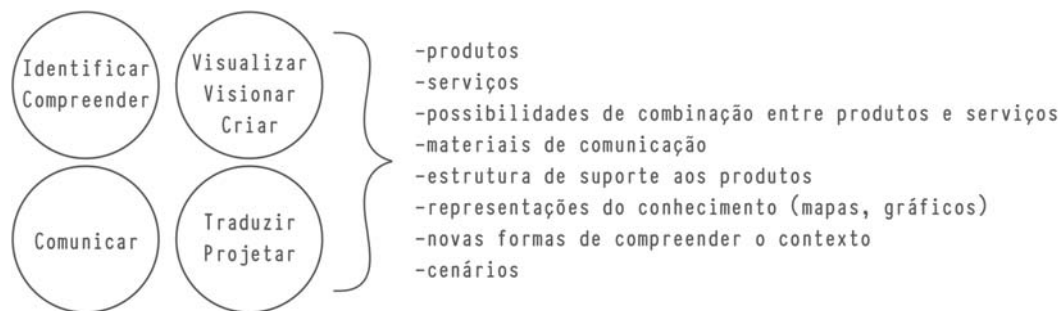 Identificar
Compreender
Visualizar
Visionar
Criar
Comunicar
Traduzir
Projetar
-produtos
-serviços
-possibilidades de combinação entre produtos e serviços
-materiais de comunicação
-estrutura de suporte aos produtos
-representações do conhecimento (mapas, gráficos)
-novas formas de compreender o contexto
-cenários